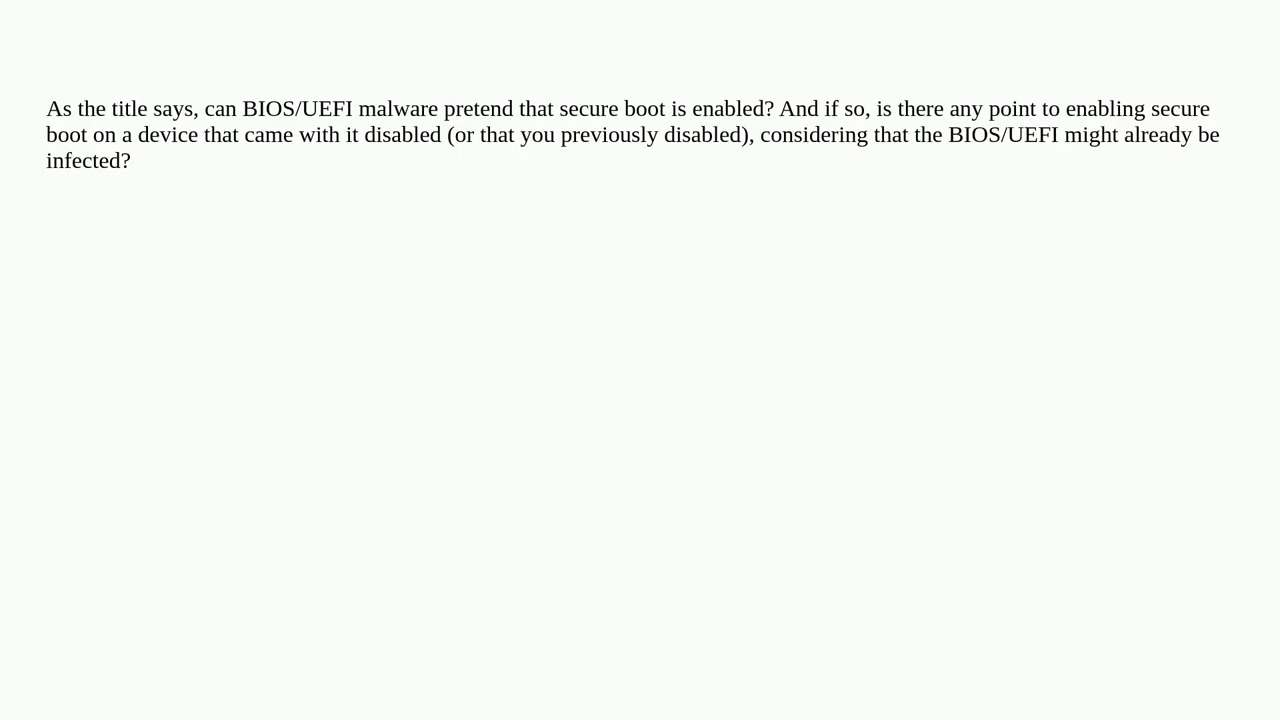 As the title says, can BIOS/UEFI malware pretend that secure boot is enabled? And if so, is there any point to enabling secure
boot on a device that came with it disabled (or that you previously disabled), considering that the BIOS/UEFI might already be
infected?